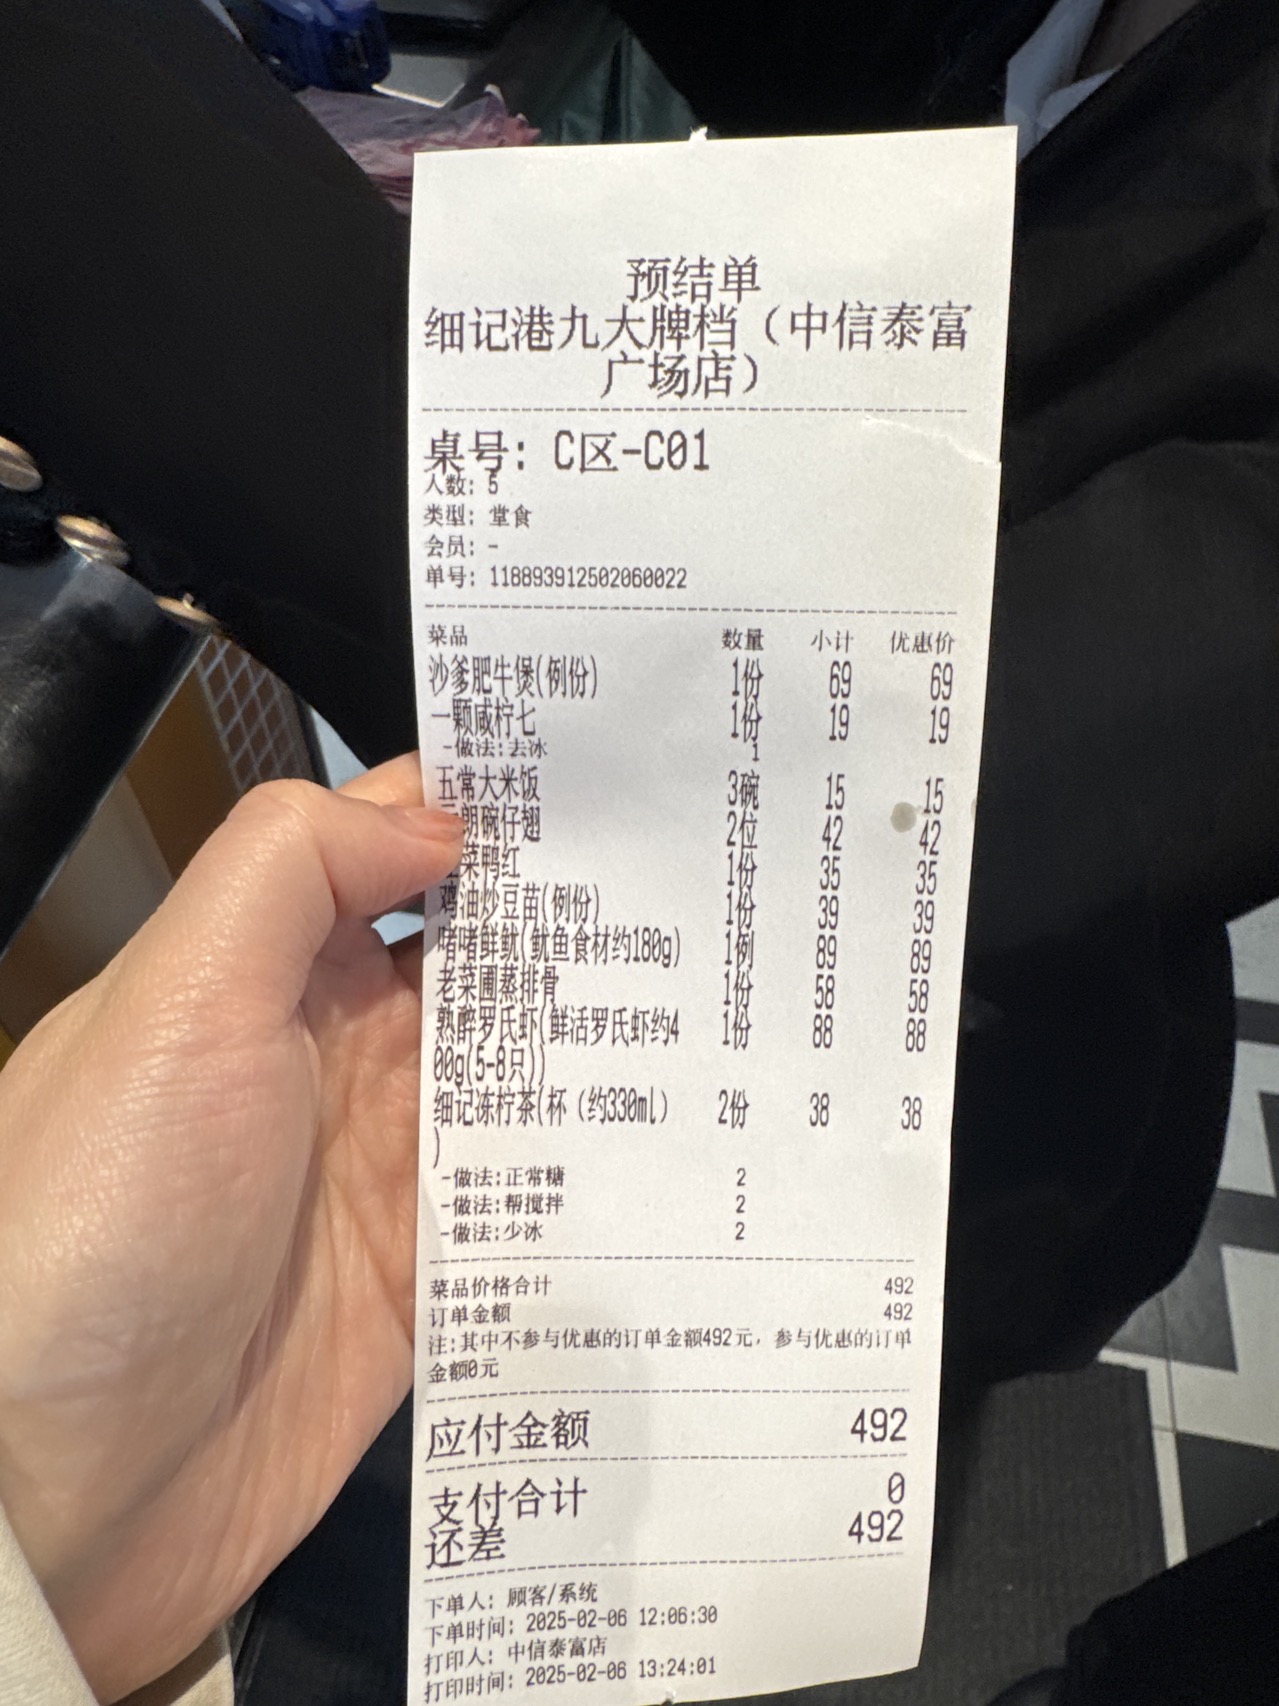 预结单
细记港九大牌档（中信泰富
广场店）
桌号: C区-C01
人数: 5
类型: 堂食
会员: -
单号: 118893912502060022
菜品 数量 小计 优惠价
沙爹肥牛煲(例份) 1份 69 69
一颗咸柠七 1份 19 19
-做法:去冰 1
五常大米饭 3碗 15 15
朗碗仔翅 2位 42 42
菜鸭红 1份 35 35
鸡油炒豆苗(例份) 1份 39 39
啫啫鲜鱿(鱿鱼食材约180g) 1例 89 89
老菜圃蒸排骨 1份 58 58
熟醉罗氏虾(鲜活罗氏虾约4 1份 88 88
00g(5-8只))
细记冻柠茶(杯（约330ml） 2份 38 38
)
-做法:正常糖 2
-做法:帮搅拌 2
-做法:少冰 2
菜品价格合计 492
订单金额 492
注:其中不参与优惠的订单金额492元，参与优惠的订单
金额0元
应付金额 492
支付合计 0
还差 492
下单人: 顾客/系统
下单时间: 2025-02-06 12:06:30
打印人: 中信泰富店
打印时间: 2025-02-06 13:24:01